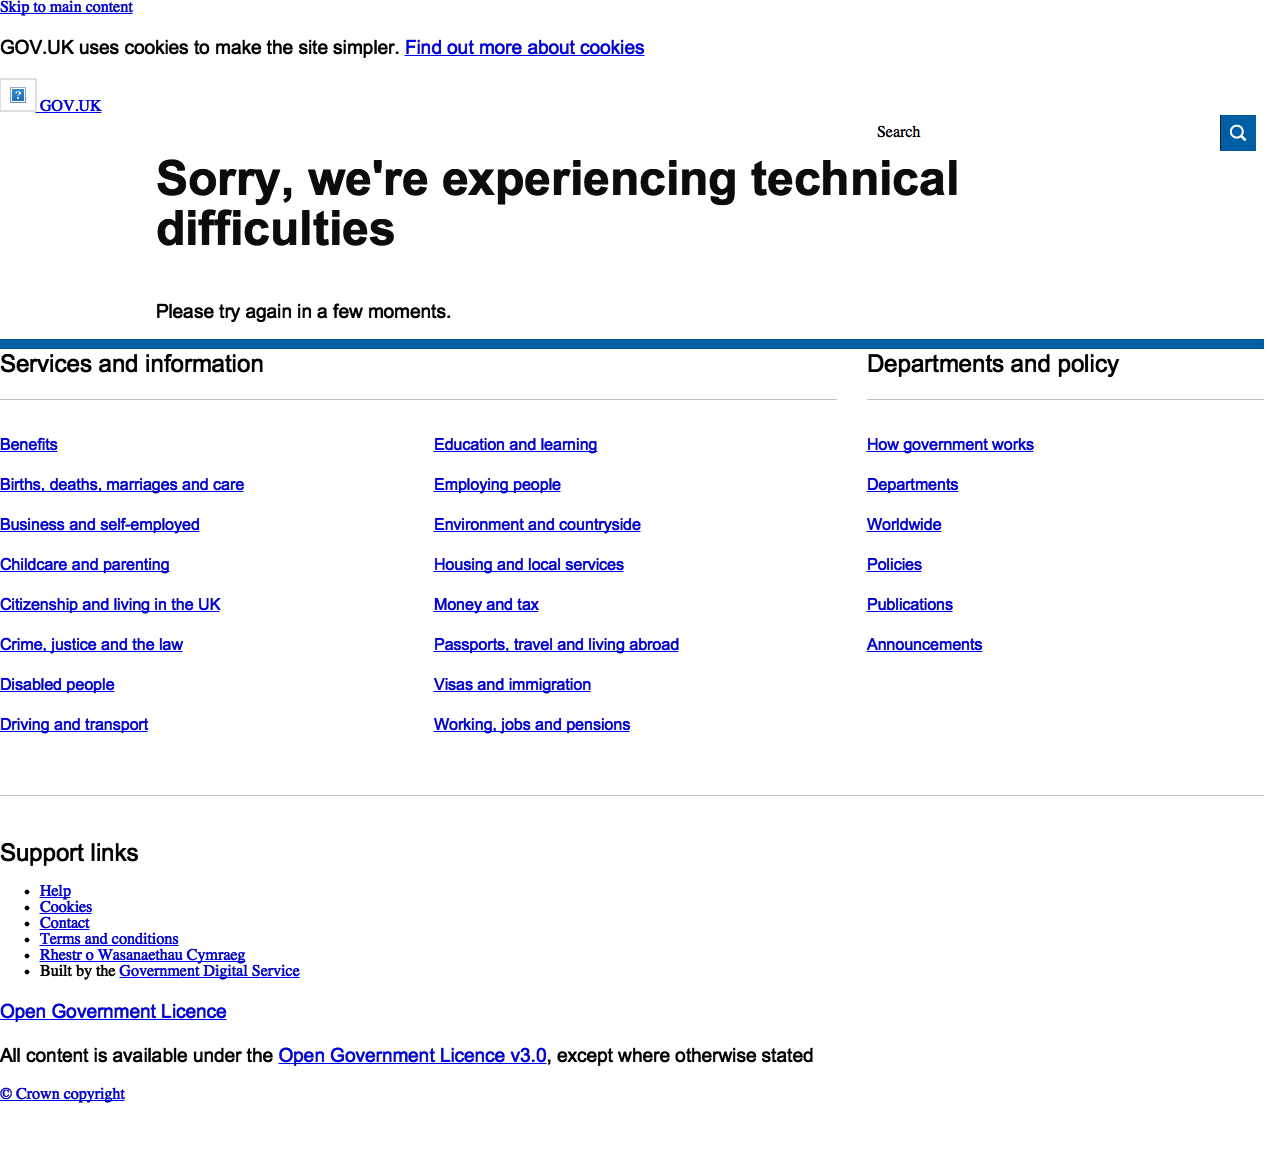 Skip to main content
GOV.UK uses cookies to make the site simpler. Find out more about cookies
GOV.UK
Search
Sorry, we're experiencing technical
difficulties
Please try again in a few moments.
Services and information
Benefits
Births, deaths, marriages and care
Business and self-employed
Childcare and parenting
Citizenship and living in the UK
Crime, justice and the law
Disabled people
Driving and transport
Education and learning
Employing people
Environment and countryside
Housing and local services
Money and tax
Passports, travel and living abroad
Visas and immigration
Working, jobs and pensions
Departments and policy
How government works
Departments
Worldwide
Policies
Publications
Announcements
Support links
Help
Cookies
Contact
Terms and conditions
Rhestr o Wasanaethau Cymraeg
Built by the Government Digital Service
Open Government Licence
All content is available under the Open Government Licence v3.0, except where otherwise stated
© Crown copyright